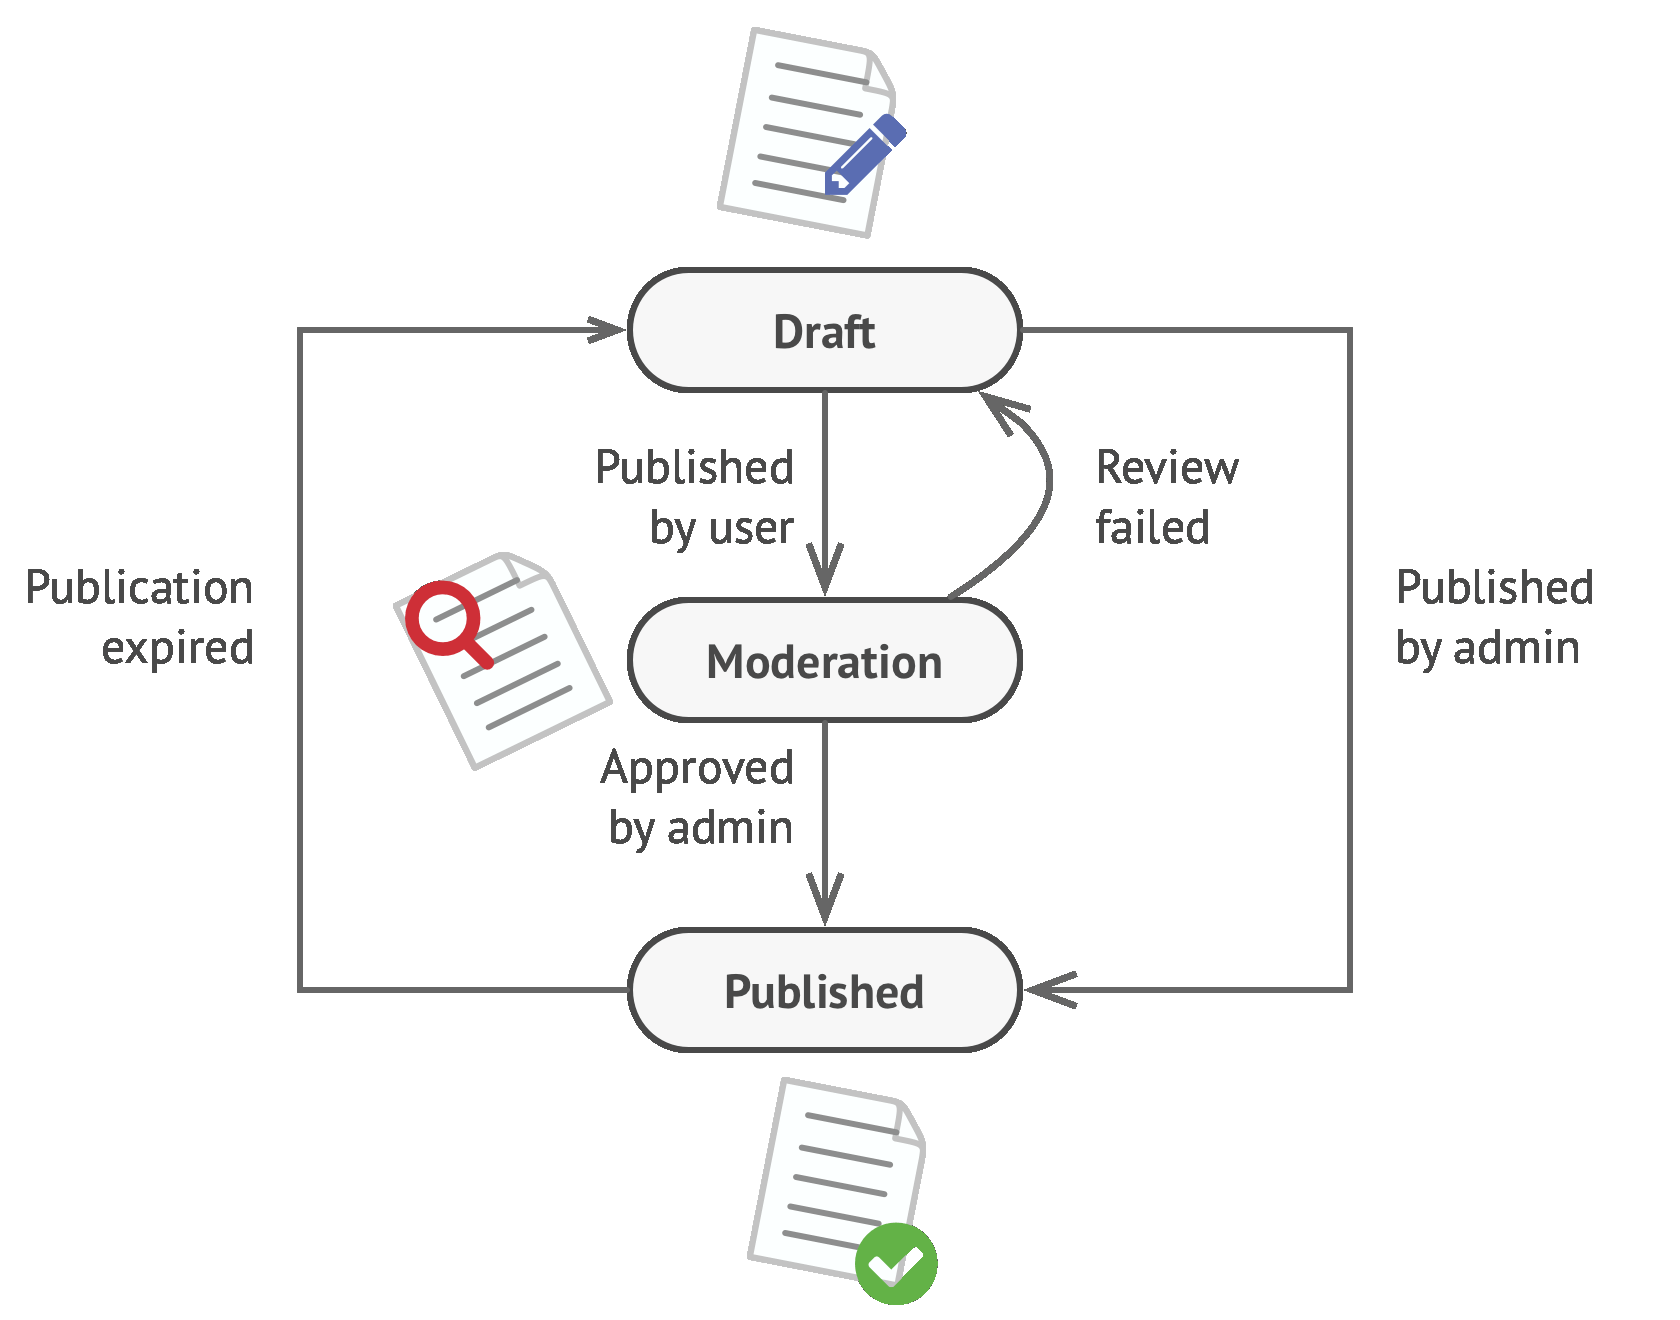 Draft
Published
by user
Review
failed
Publication
expired
Published
by admin
Moderation
Approved
by admin
Published